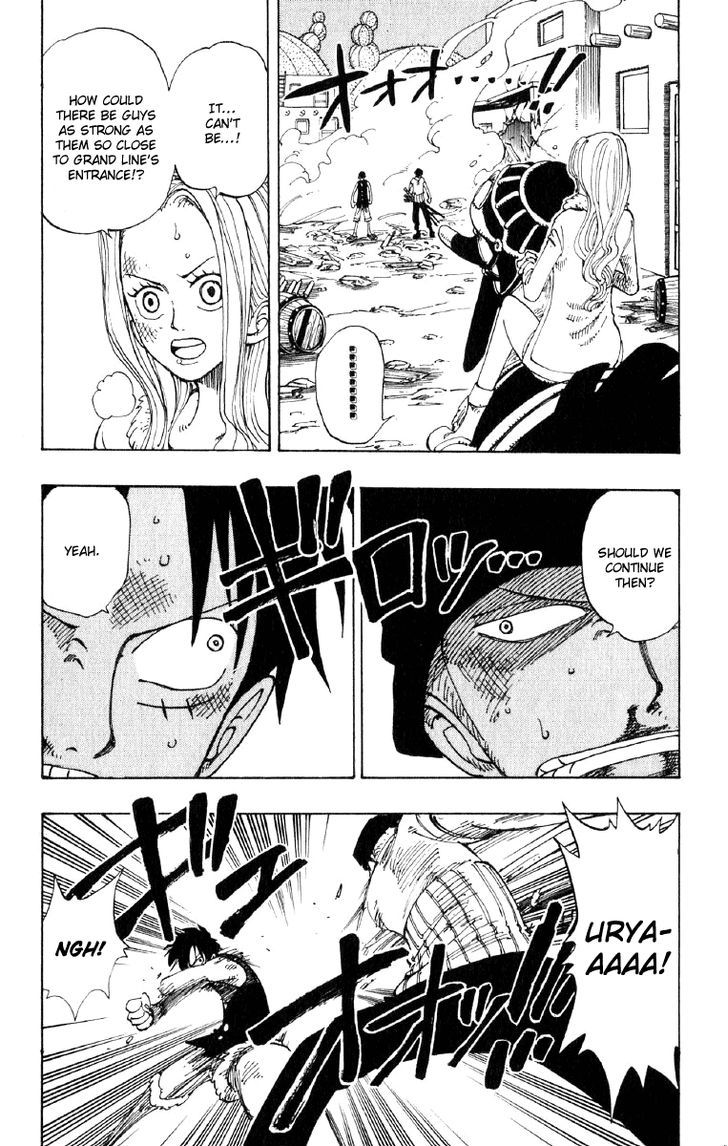 オオオ......!!
........
IT...
CAN'T
BE...!
HOW COULD
THERE BE GUYS
AS STRONG AS
THEM SO CLOSE
TO GRAND LINE'S
ENTRANCE!?
SHOULD WE
CONTINUE
THEN?
ギロッ...
YEAH.
URYA-
AAAA!
ギュオオオッ!!
NGH!